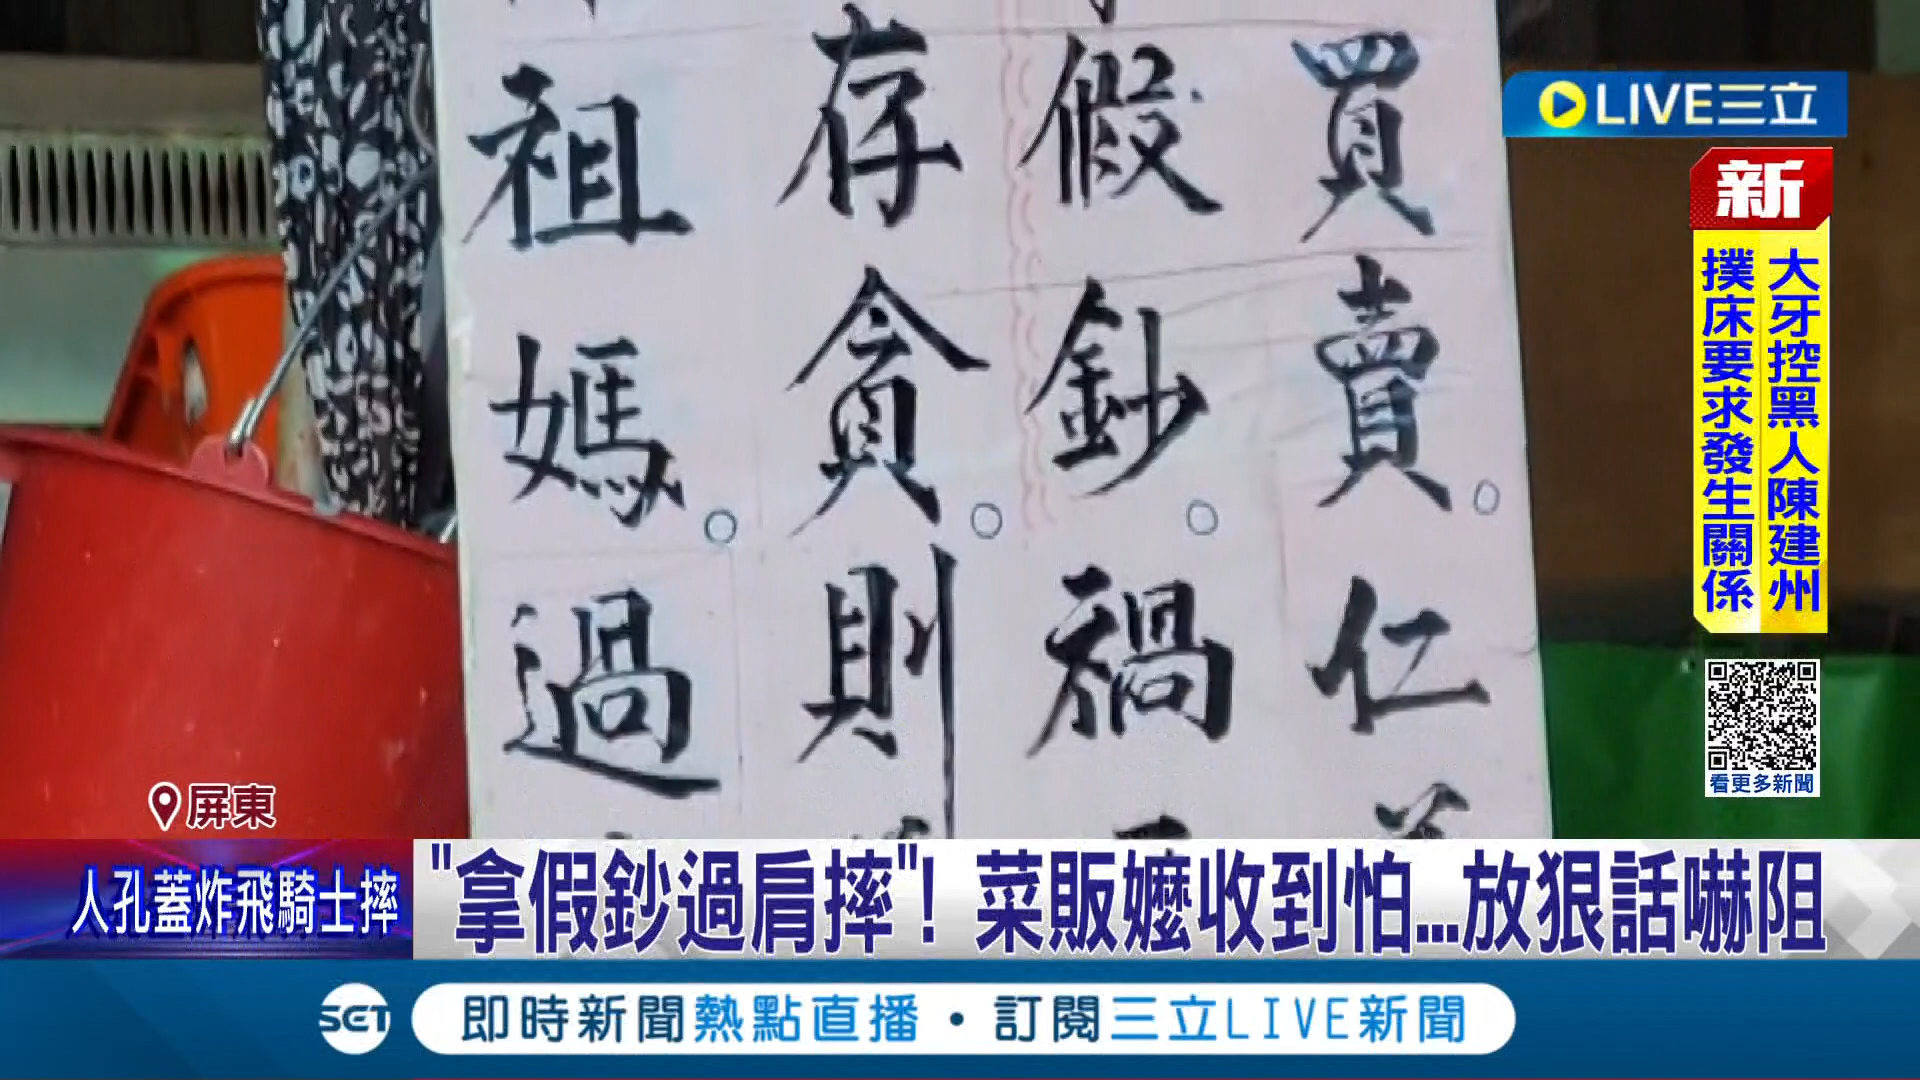 買賣。仁
假鈔。禍
存貪。則
祖媽。過
LIVE三立
新
大牙控黑人陳建州
撲床要求發生關係
看更多新聞
屏東
人孔蓋炸飛騎士摔
"拿假鈔過肩摔"! 菜販嬤收到怕...放狠話嚇阻
SET
即時新聞熱點直播・訂閱三立LIVE新聞